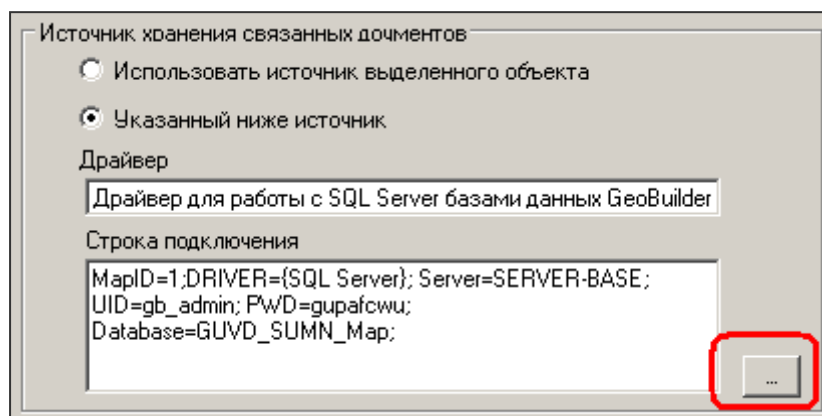 Источник хранения связанных дочментов
Использовать источник выделенного объекта
Указанный ниже источник
Драйвер
Драйвер для работы с SQL Server базами данных GeoBuilder
Строка подключения
MapID=1;DRIVER={SQL Server}; Server=SERVER-BASE;
UID=gb_admin; PWD=gupafcwu;
Database=GUVD_SUMN_Map;
...